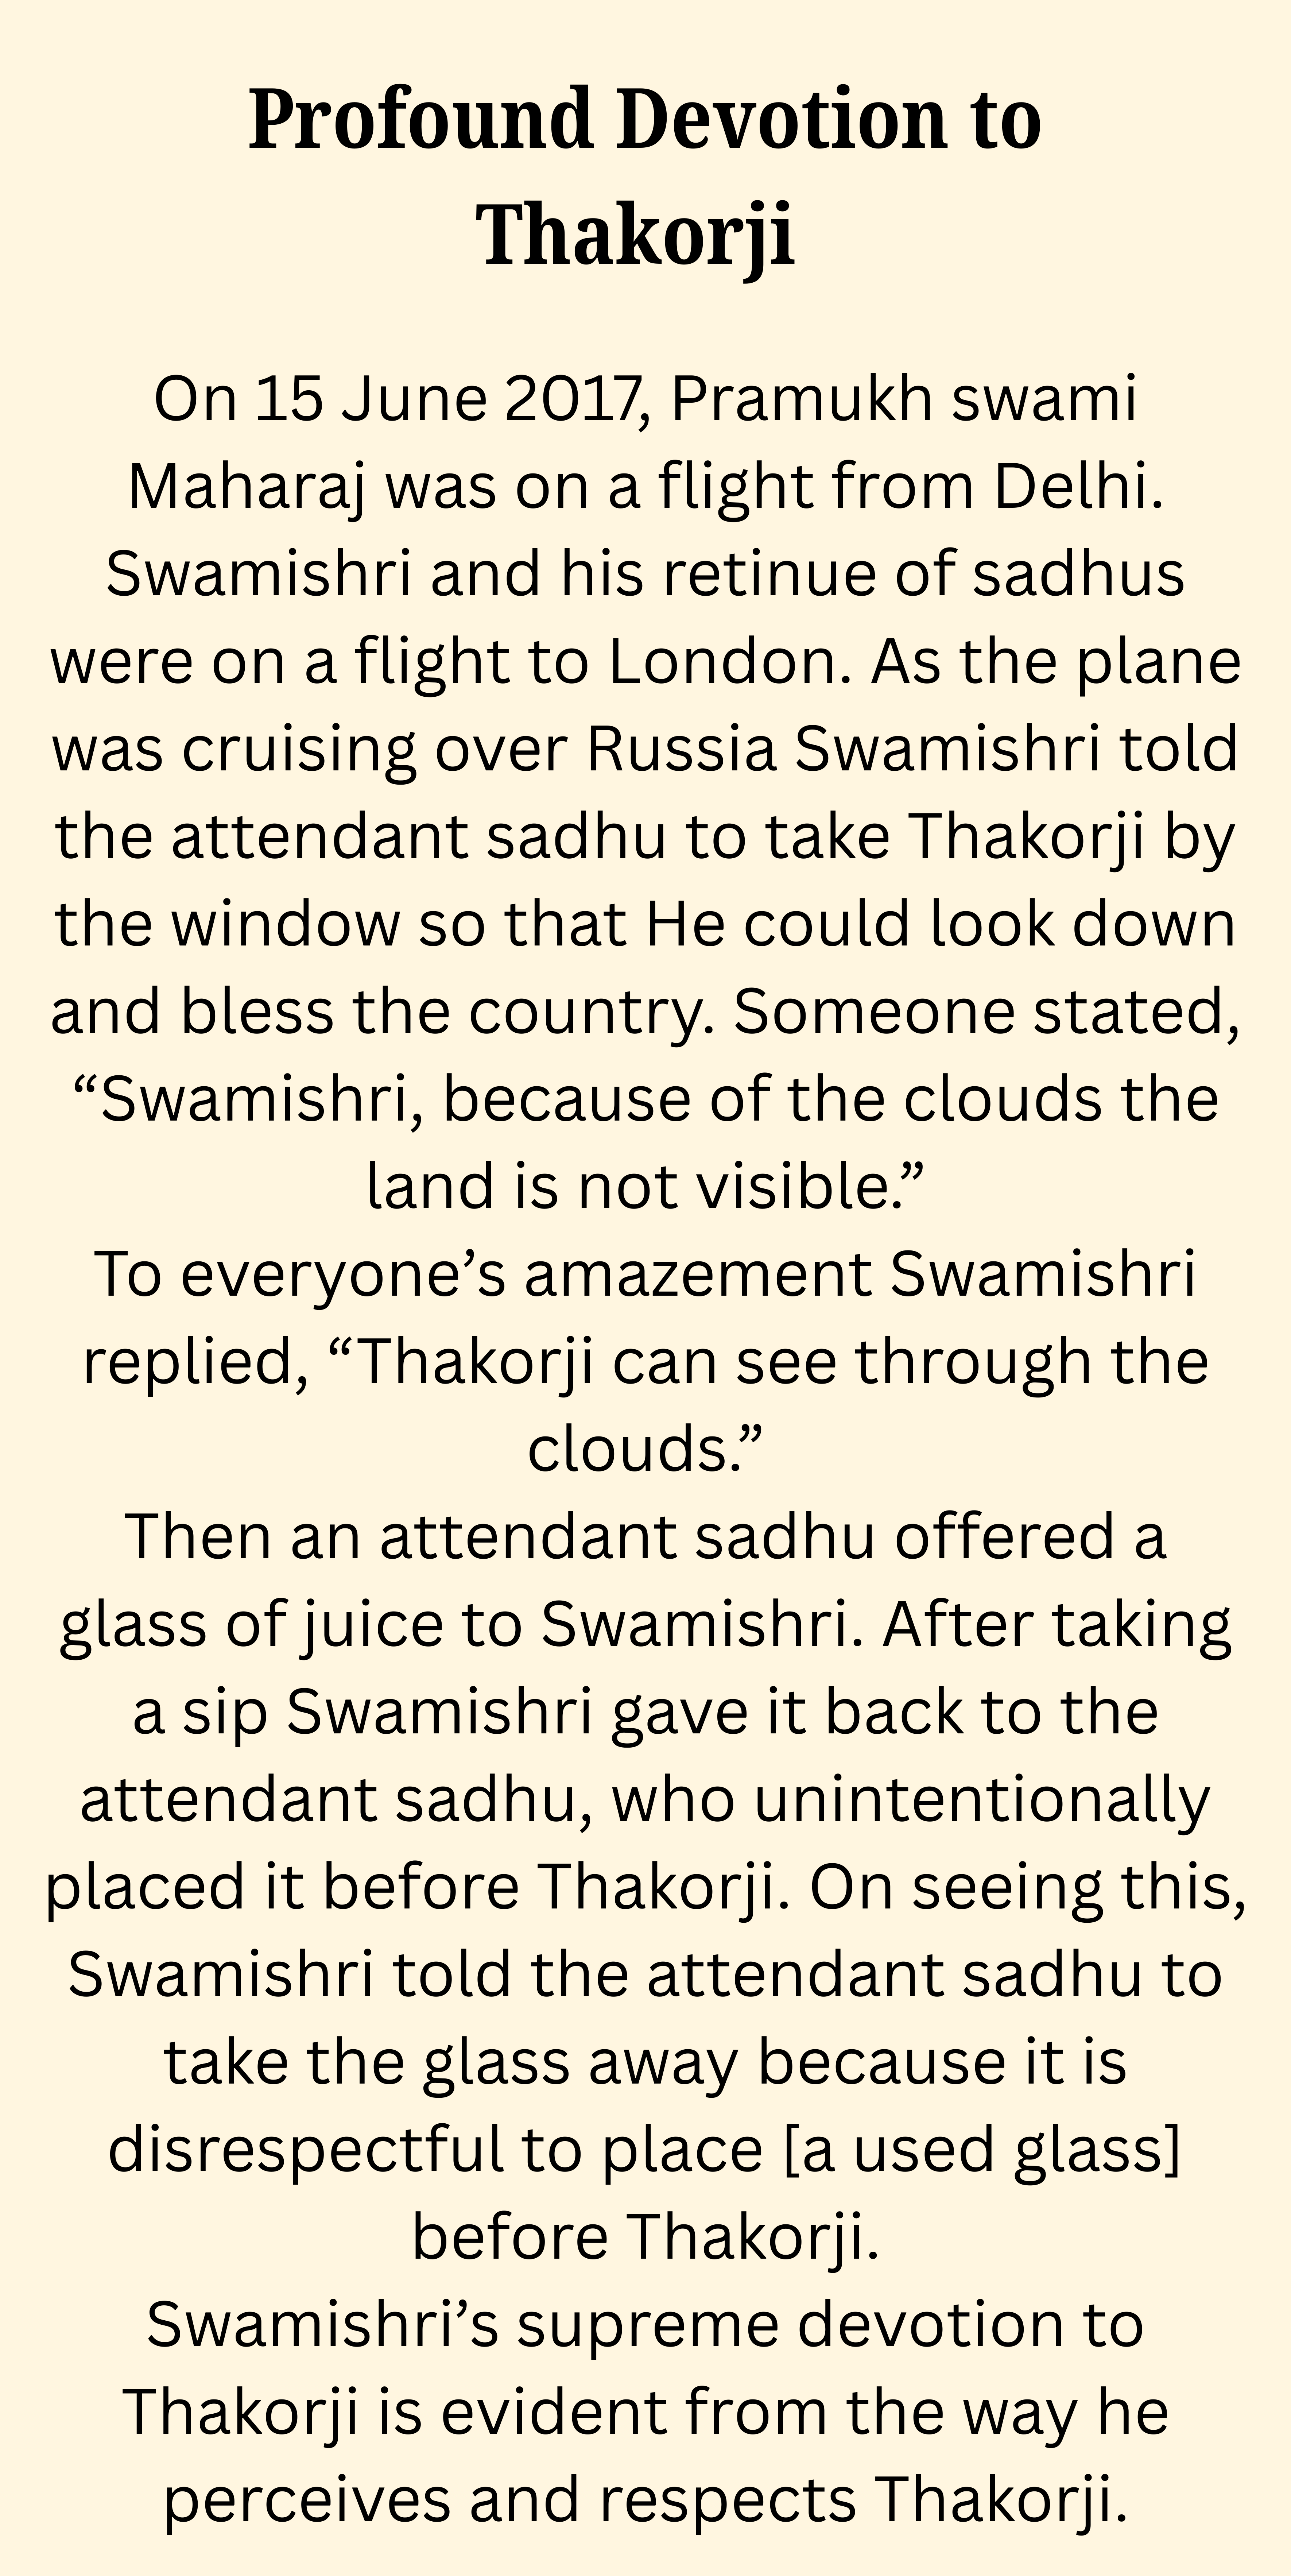 Profound Devotion to
Thakorji
On 15 June 2017, Pramukh swami
Maharaj was on a flight from Delhi.
Swamishri and his retinue of sadhus
were on a flight to London. As the plane
was cruising over Russia Swamishri told
the attendant sadhu to take Thakorji by
the window so that He could look down
and bless the country. Someone stated,
“Swamishri, because of the clouds the
land is not visible.”
To everyone’s amazement Swamishri
replied, “Thakorji can see through the
clouds.”
Then an attendant sadhu offered a
glass of juice to Swamishri. After taking
a sip Swamishri gave it back to the
attendant sadhu, who unintentionally
placed it before Thakorji. On seeing this,
Swamishri told the attendant sadhu to
take the glass away because it is
disrespectful to place [a used glass]
before Thakorji.
Swamishri’s supreme devotion to
Thakorji is evident from the way he
perceives and respects Thakorji.